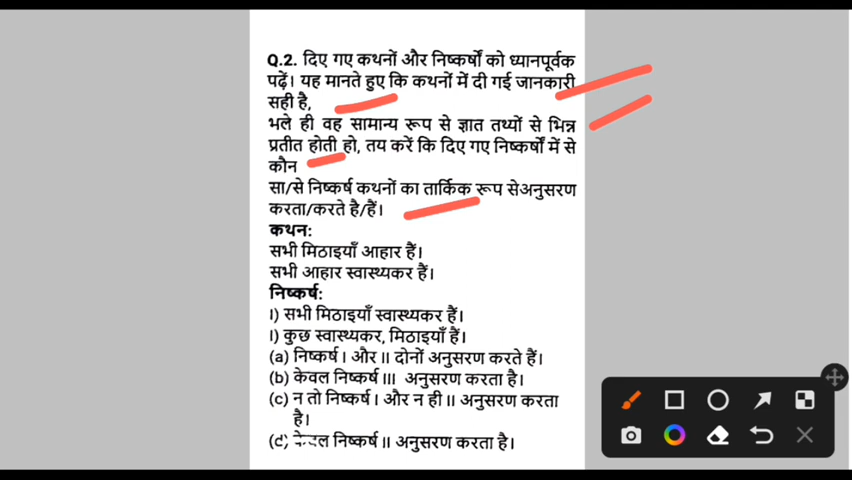 Q.2. दिए गए कथनों और निष्कर्षों को ध्यानपूर्वक
पढ़ें। यह मानते हुए कि कथनों में दी गई जानकारी
सही है,
भले ही वह सामान्य रूप से ज्ञात तथ्यों से भिन्न
प्रतीत होती हो, तय करें कि दिए गए निष्कर्षों में से
कौन
सा/से निष्कर्ष कथनों का तार्किक रूप सेअनुसरण
करता/करते है/हैं।
कथन:
सभी मिठाइयाँ आहार हैं।
सभी आहार स्वास्थ्यकर हैं।
निष्कर्ष:
I) सभी मिठाइयाँ स्वास्थ्यकर हैं।
I) कुछ स्वास्थ्यकर, मिठाइयाँ हैं।
(a) निष्कर्ष I और II दोनों अनुसरण करते हैं।
(b) केवल निष्कर्ष III अनुसरण करता है।
(c) न तो निष्कर्ष I और न ही II अनुसरण करता
है।
(d) केवल निष्कर्ष II अनुसरण करता है।